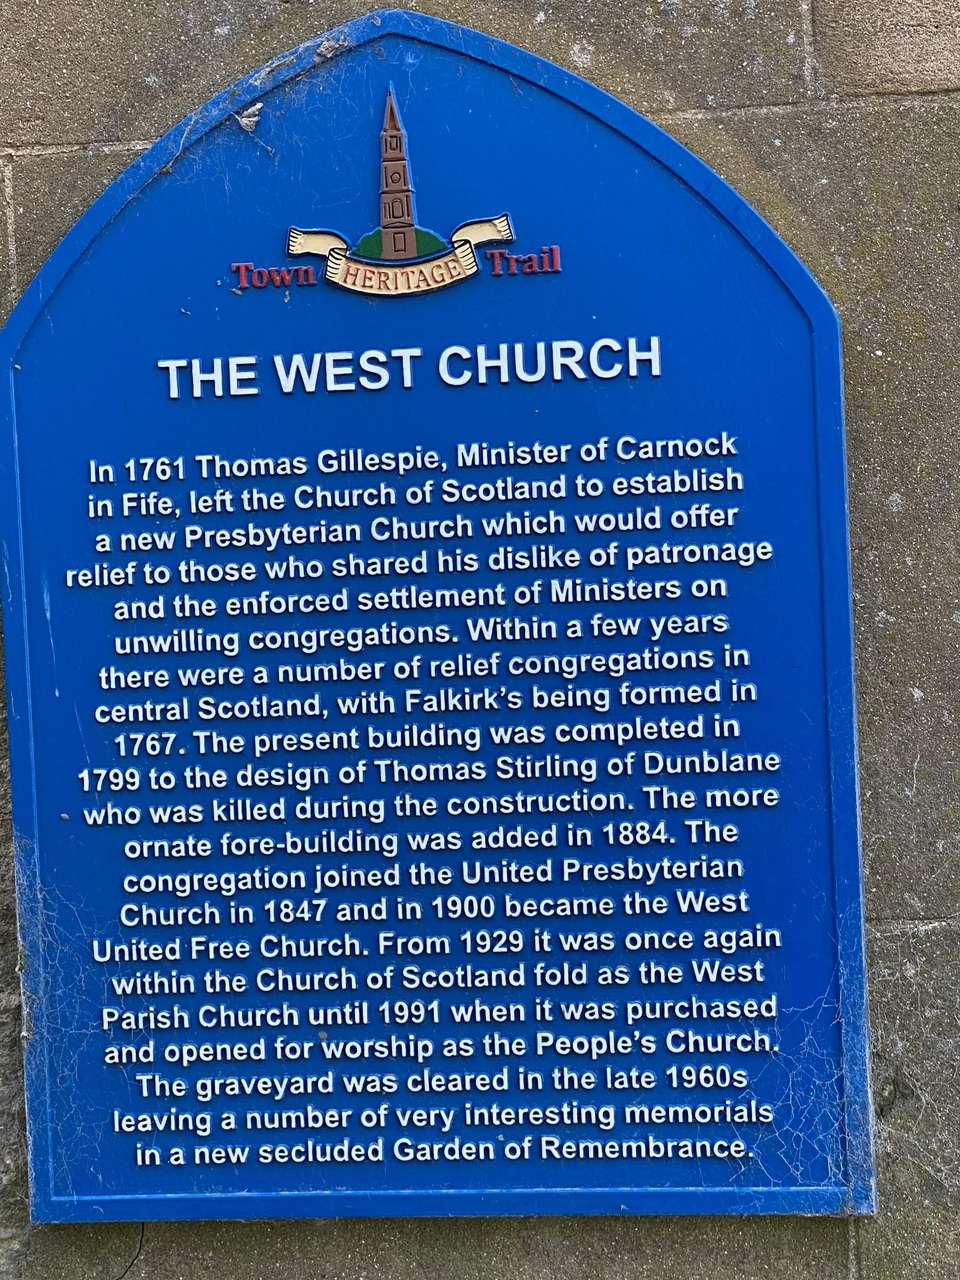 Town HERITAGE Trail
THE WEST CHURCH
In 1761 Thomas Gillespie, Minister of Carnock
in Fife, left the Church of Scotland to establish
a new Presbyterian Church which would offer
relief to those who shared his dislike of patronage
and the enforced settlement of Ministers on
unwilling congregations. Within a few years
there were a number of relief congregations in
central Scotland, with Falkirk's being formed in
1767. The present building was completed in
1799 to the design of Thomas Stirling of Dunblane
who was killed during the construction. The more
ornate fore-building was added in 1884. The
congregation joined the United Presbyterian
Church in 1847 and in 1900 became the West
United Free Church. From 1929 it was once again
within the Church of Scotland fold as the West
Parish Church until 1991 when it was purchased
and opened for worship as the People's Church.
The graveyard was cleared in the late 1960s
leaving a number of very interesting memorials
in a new secluded Garden of Remembrance.